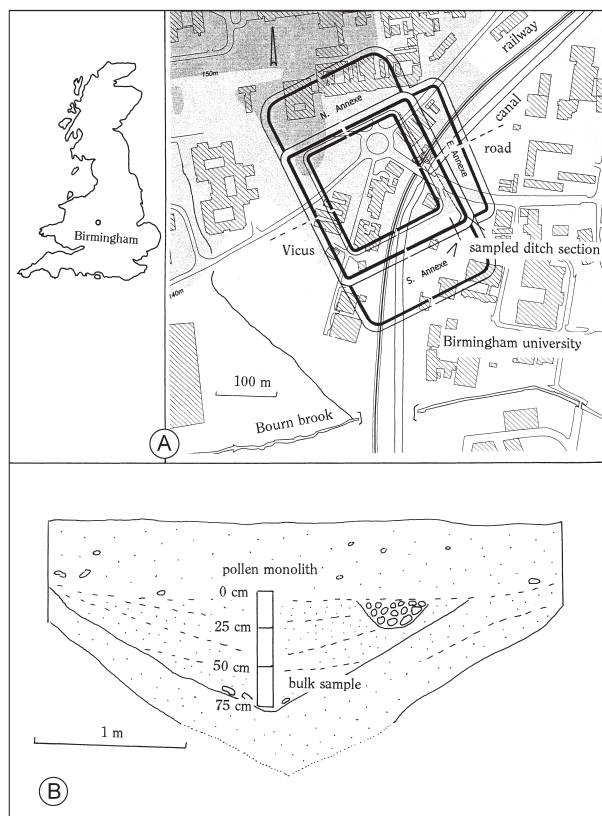 Birmingham
150m
railway
N. Annexe
canal
E. Annexe
road
Vicus
sampled ditch section
S. Annexe
140m
Birmingham university
100 m
Bourn brook
A
pollen monolith
0 cm
25 cm
50 cm
bulk sample
75 cm
1 m
B